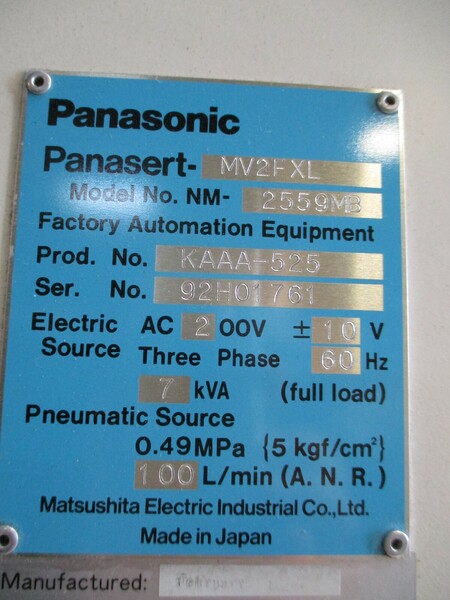 Panasonic
Panasert- MV2FXL
Model No. NM- 2559MB
Factory Automation Equipment
Prod. No. KAAA-525
Ser. No. 92H01761
Electric Source AC 200V ±10 V
Three Phase 60 Hz
7 kVA (full load)
Pneumatic Source
0.49MPa {5 kgf/cm²}
100 L/min (A. N. R.)
Matsushita Electric Industrial Co., Ltd.
Made in Japan
Manufactured: